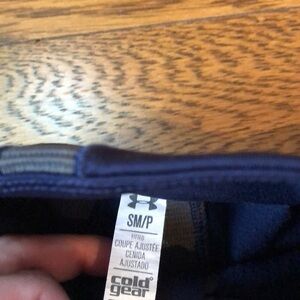 SM/P
FITTED
COUPE AJUSTÉE
CEÑIDA
AJUSTADO
cold
gear